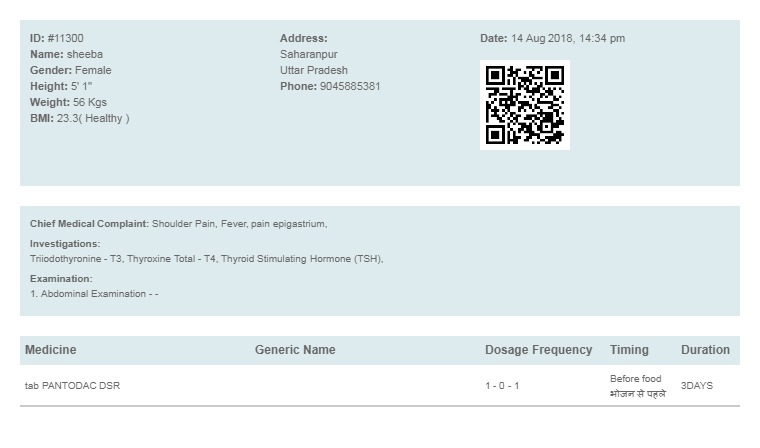 ID: #11300
Name: sheeba
Gender: Female
Height: 5' 1"
Weight: 56 Kgs
BMI: 23.3( Healthy )
Address:
Saharanpur
Uttar Pradesh
Phone: 9045885381
Date: 14 Aug 2018, 14:34 pm
Chief Medical Complaint: Shoulder Pain, Fever, pain epigastrium,
Investigations:
Triiodothyronine - T3, Thyroxine Total - T4, Thyroid Stimulating Hormone (TSH),
Examination:
1. Abdominal Examination - -
Medicine Generic Name Dosage Frequency Timing Duration
tab PANTODAC DSR 1 - 0 - 1 Before food 3DAYS
भोजन से पहले